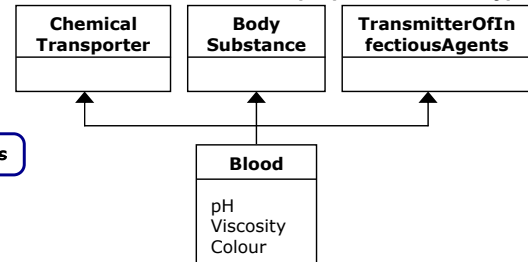 Chemical
Transporter
Body
Substance
TransmitterOfIn
fectiousAgents
s
Blood
pH
Viscosity
Colour